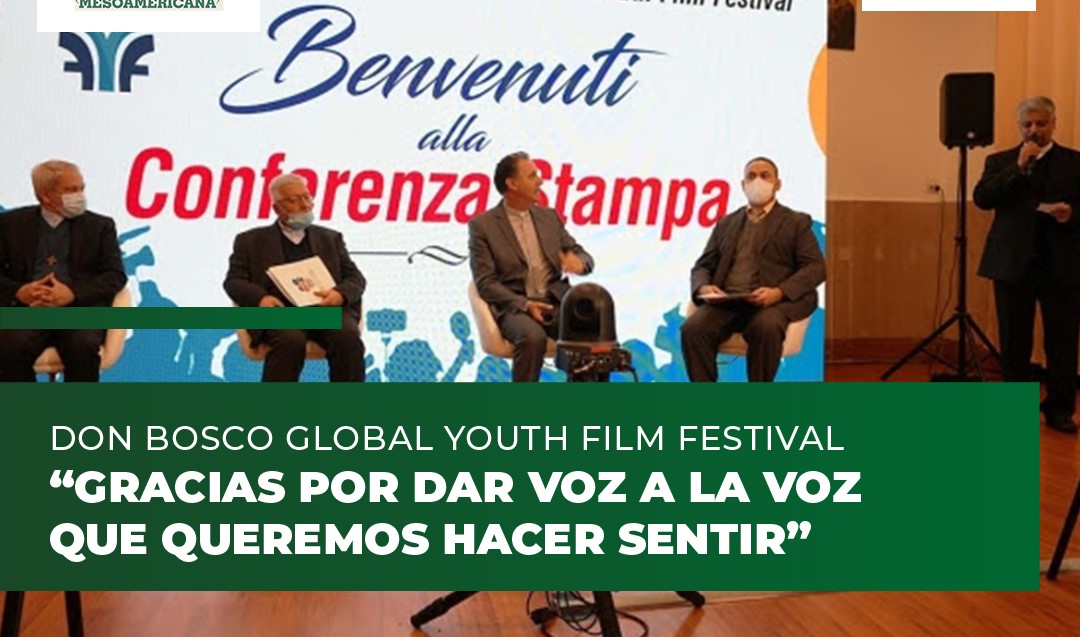 MESOAMERICANA
Film Festival
Benvenuti
alla
Conferenza Stampa
DON BOSCO GLOBAL YOUTH FILM FESTIVAL
“GRACIAS POR DAR VOZ A LA VOZ
QUE QUEREMOS HACER SENTIR”